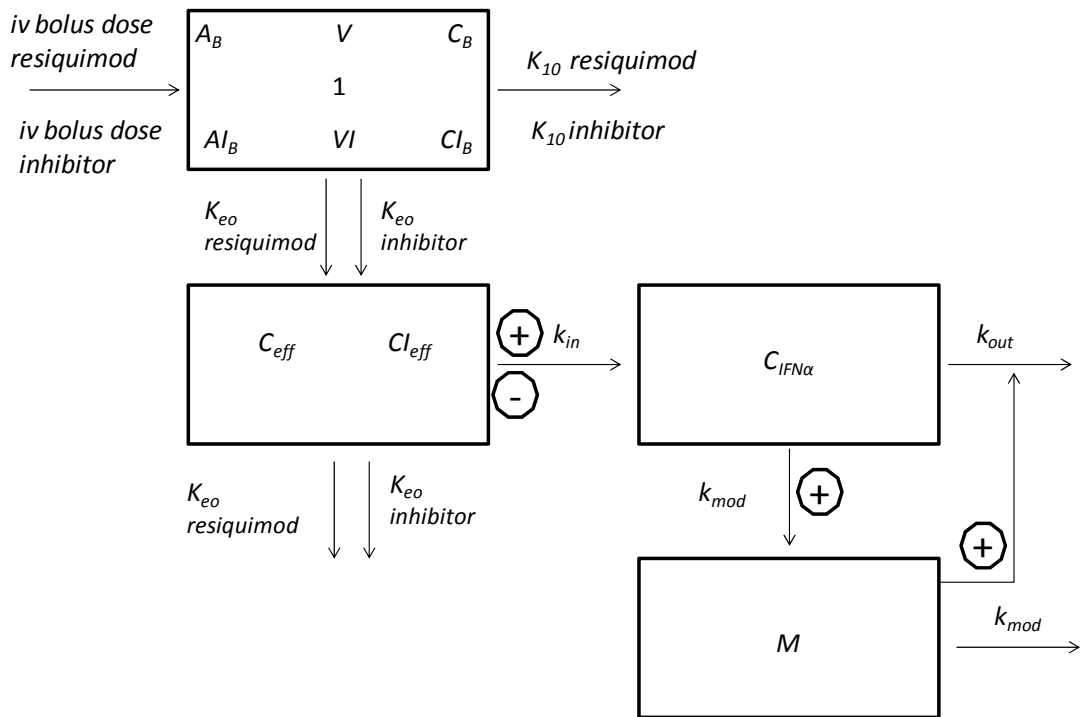 iv bolus dose
resiquimod
iv bolus dose
inhibitor
A_B V C_B
1
AI_B VI CI_B
K_10 resiquimod
K_10 inhibitor
K_eo
resiquimod
K_eo
inhibitor
C_eff CI_eff
+
-
k_in
C_IFNα
k_out
K_eo
resiquimod
K_eo
inhibitor
k_mod
+
+
M
k_mod